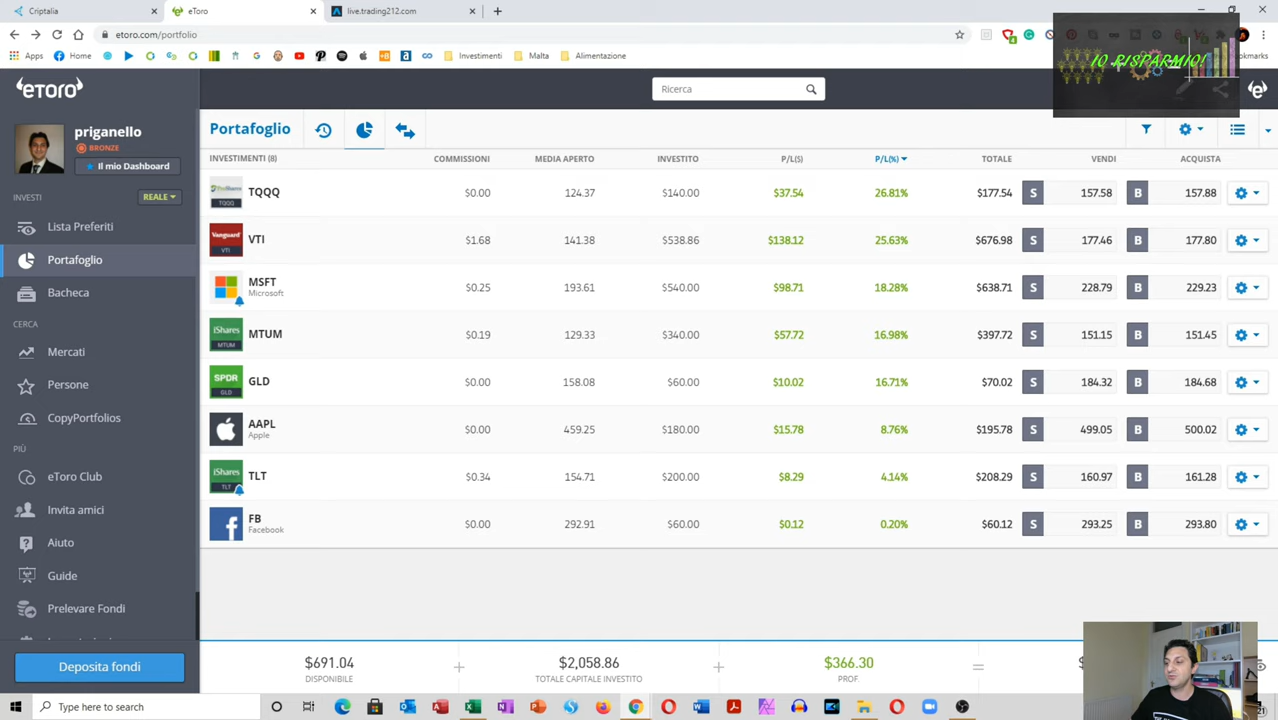 Criptalia
eToro
live.trading212.com
etoro.com/portfolio
Apps
Home
Investimenti
Malta
Alimentazione
IO RISPARMIO!
eToro
Ricerca
priganello
BRONZE
Il mio Dashboard
INVESTI
REALE
Lista Preferiti
Portafoglio
Bacheca
CERCA
Mercati
Persone
CopyPortfolios
PIÙ
eToro Club
Invita amici
Aiuto
Guide
Prelevare Fondi
Deposita fondi
Portafoglio
INVESTIMENTI (8) COMMISSIONI MEDIA APERTO INVESTITO P/L($) P/L(%) TOTALE VENDI ACQUISTA
TQQQ $0.00 124.37 $140.00 $37.54 26.81% $177.54 S 157.58 B 157.88
TQQQ
Vanguard
VTI $1.68 141.38 $538.86 $138.12 25.63% $676.98 S 177.46 B 177.80
VTI
MSFT $0.25 193.61 $540.00 $98.71 18.28% $638.71 S 228.79 B 229.23
Microsoft
iShares
MTUM $0.19 129.33 $340.00 $57.72 16.98% $397.72 S 151.15 B 151.45
MTUM
SPDR
GLD $0.00 158.08 $60.00 $10.02 16.71% $70.02 S 184.32 B 184.68
GLD
AAPL $0.00 459.25 $180.00 $15.78 8.76% $195.78 S 499.05 B 500.02
Apple
iShares
TLT $0.34 154.71 $200.00 $8.29 4.14% $208.29 S 160.97 B 161.28
TLT
FB $0.00 292.91 $60.00 $0.12 0.20% $60.12 S 293.25 B 293.80
Facebook
$691.04 + $2,058.86 + $366.30 =
DISPONIBILE TOTALE CAPITALE INVESTITO PROF
Type here to search